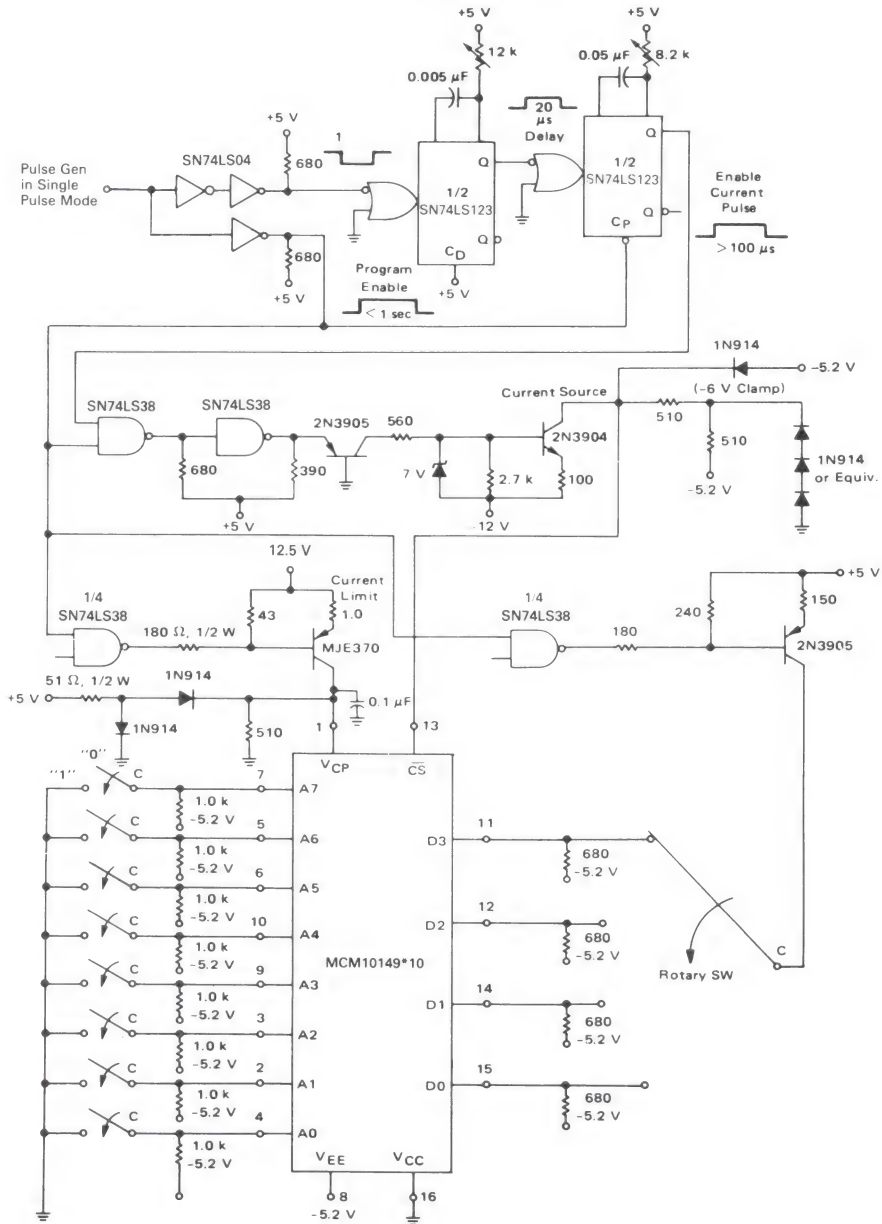 +5 V
+5 V
12 k
8.2 k
0.05 µF
0.005 µF
+5 V
20
µs
Delay
1
SN74LS04
680
Q
Q
Pulse Gen
in Single
Pulse Mode
1/2
SN74LS123
1/2
SN74LS123
Enable
Current
Pulse
Q
Q
CD
CP
680
> 100 µs
+5 V
Program
Enable
< 1 sec
+5 V
1N914
-5.2 V
(-6 V Clamp)
SN74LS38
SN74LS38
Current Source
2N3905
560
510
2N3904
680
390
7 V
2.7 k
100
510
1N914
or Equiv.
-5.2 V
+5 V
-12 V
12.5 V
+5 V
1/4
SN74LS38
Current
Limit
1/4
SN74LS38
43
1.0
240
150
180 Ω, 1/2 W
MJE370
180
2N3905
51 Ω, 1/2 W
1N914
+5 V
0.1 µF
1N914
510
1
13
VCP
CS
"1"
"0"
C
7
A7
1.0 k
-5.2 V
11
D3
C
5
A6
1.0 k
-5.2 V
680
-5.2 V
C
6
A5
1.0 k
-5.2 V
12
D2
C
10
A4
1.0 k
-5.2 V
680
-5.2 V
MCM10149*10
Rotary SW
C
C
9
A3
1.0 k
-5.2 V
14
D1
C
3
A2
1.0 k
-5.2 V
680
-5.2 V
C
2
A1
1.0 k
-5.2 V
15
D0
C
4
A0
1.0 k
-5.2 V
680
-5.2 V
VEE
VCC
8
-5.2 V
16